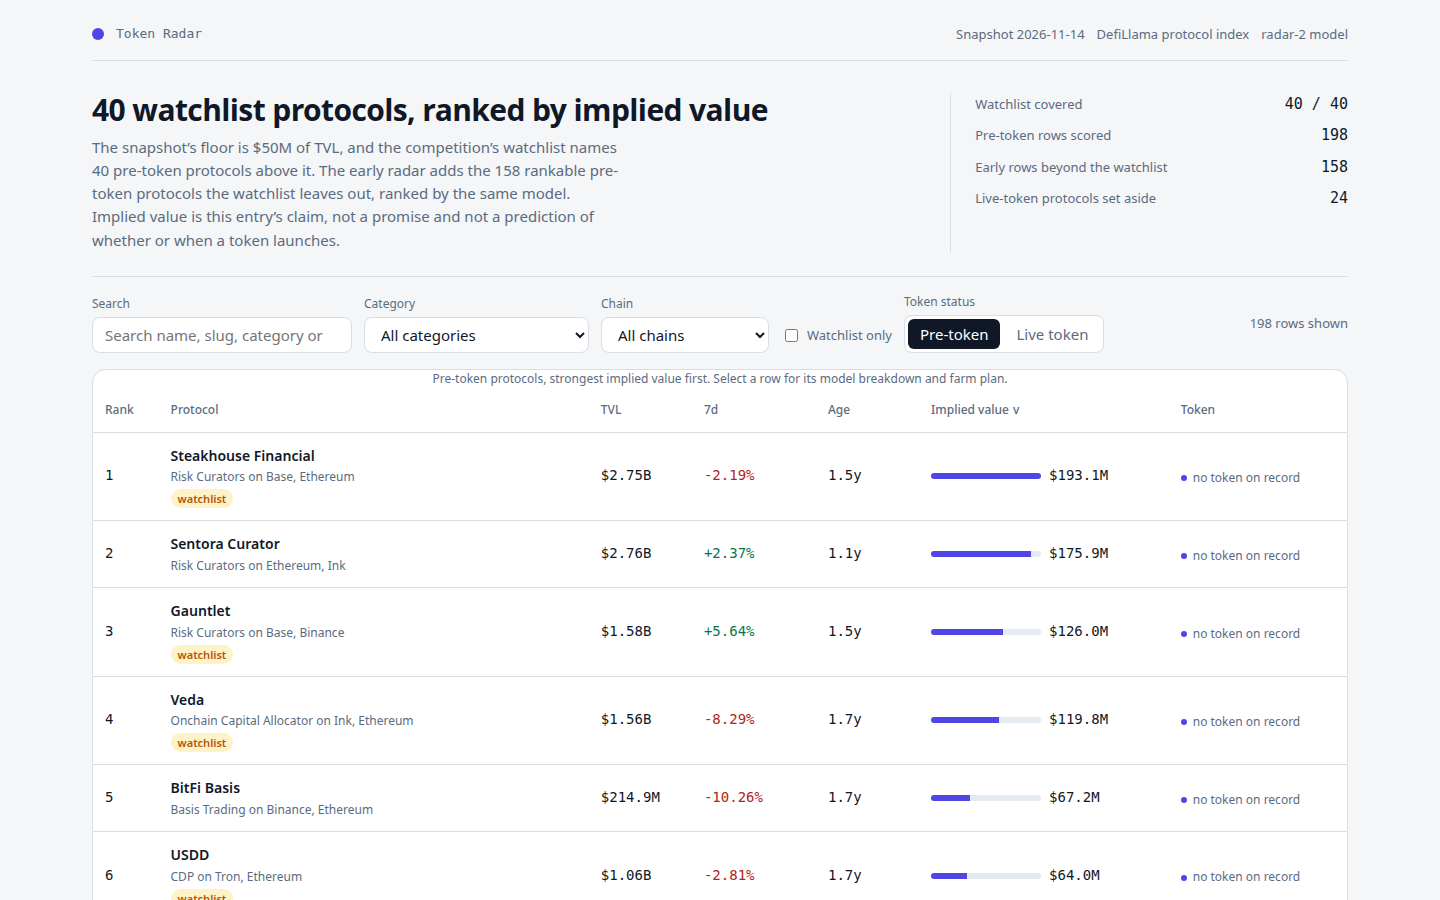 Token Radar
Snapshot 2026-11-14 DefiLlama protocol index radar-2 model
40 watchlist protocols, ranked by implied value
The snapshot's floor is $50M of TVL, and the competition's watchlist names
40 pre-token protocols above it. The early radar adds the 158 rankable pre-
token protocols the watchlist leaves out, ranked by the same model.
Implied value is this entry's claim, not a promise and not a prediction of
whether or when a token launches.
Watchlist covered 40 / 40
Pre-token rows scored 198
Early rows beyond the watchlist 158
Live-token protocols set aside 24
Search Category Chain Token status
Search name, slug, category or All categories All chains Watchlist only Pre-token Live token 198 rows shown
Pre-token protocols, strongest implied value first. Select a row for its model breakdown and farm plan.
Rank Protocol TVL 7d Age Implied value v Token
Steakhouse Financial
1 Risk Curators on Base, Ethereum $2.75B -2.19% 1.5y $193.1M no token on record
watchlist
Sentora Curator
2 Risk Curators on Ethereum, Ink $2.76B +2.37% 1.1y $175.9M no token on record
Gauntlet
3 Risk Curators on Base, Binance $1.58B +5.64% 1.5y $126.0M no token on record
watchlist
Veda
4 Onchain Capital Allocator on Ink, Ethereum $1.56B -8.29% 1.7y $119.8M no token on record
watchlist
BitFi Basis
5 Basis Trading on Binance, Ethereum $214.9M -10.26% 1.7y $67.2M no token on record
USDD
6 CDP on Tron, Ethereum $1.06B -2.81% 1.7y $64.0M no token on record
watchlist